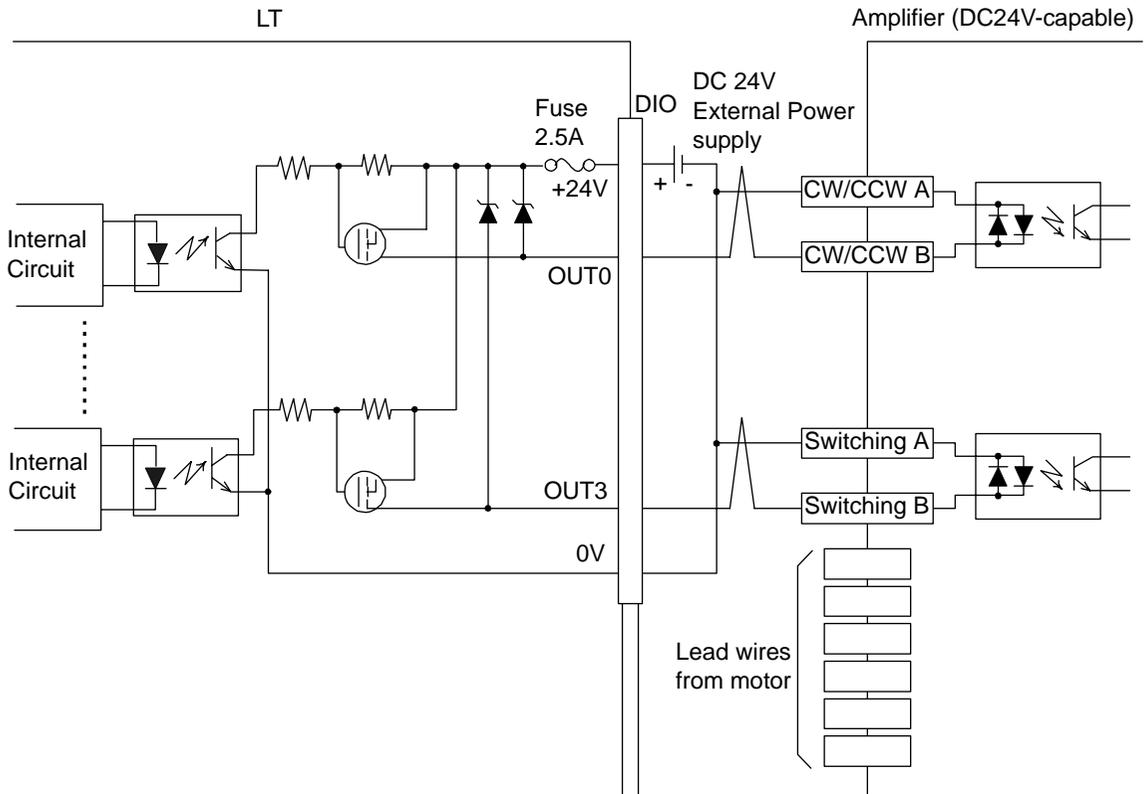 LT
Amplifier (DC24V-capable)
DC 24V
External Power
supply
DIO
Fuse
2.5A
+24V
+ -
CW/CCW A
Internal
Circuit
CW/CCW B
OUT0
Switching A
Internal
Circuit
OUT3
Switching B
0V
Lead wires
from motor